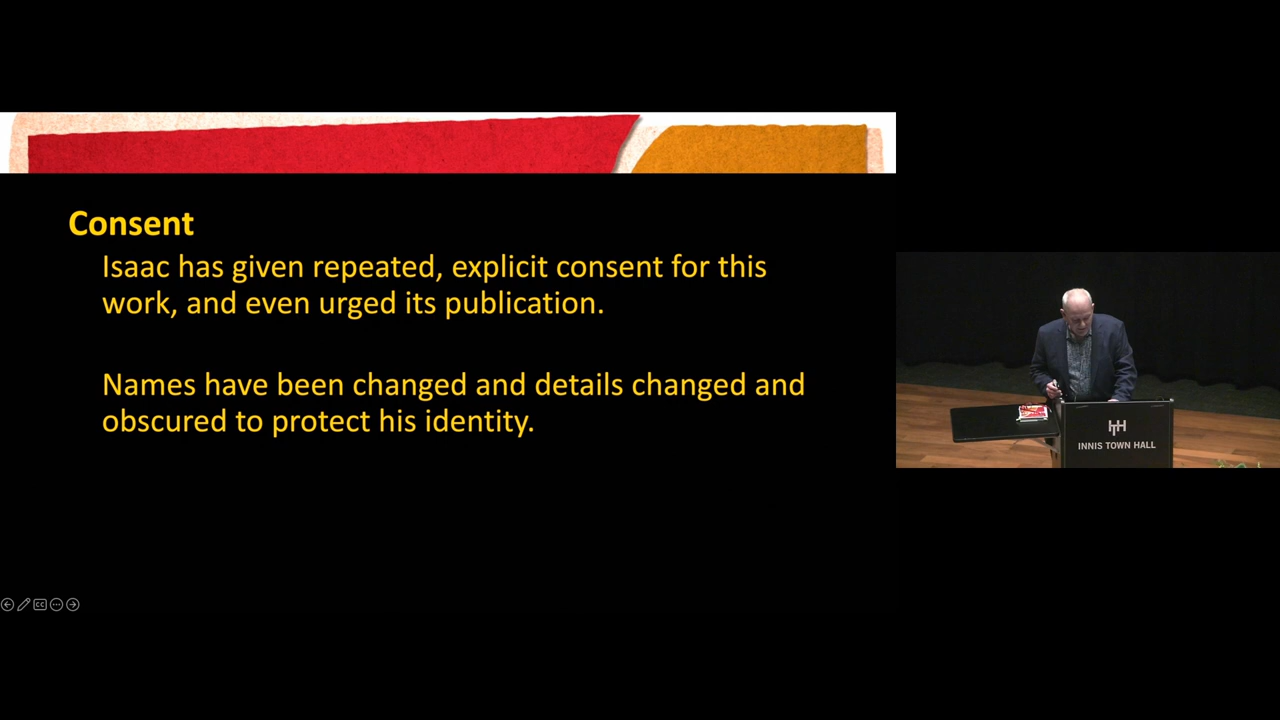 Consent
Isaac has given repeated, explicit consent for this
work, and even urged its publication.
Names have been changed and details changed and
obscured to protect his identity.
INNIS TOWN HALL